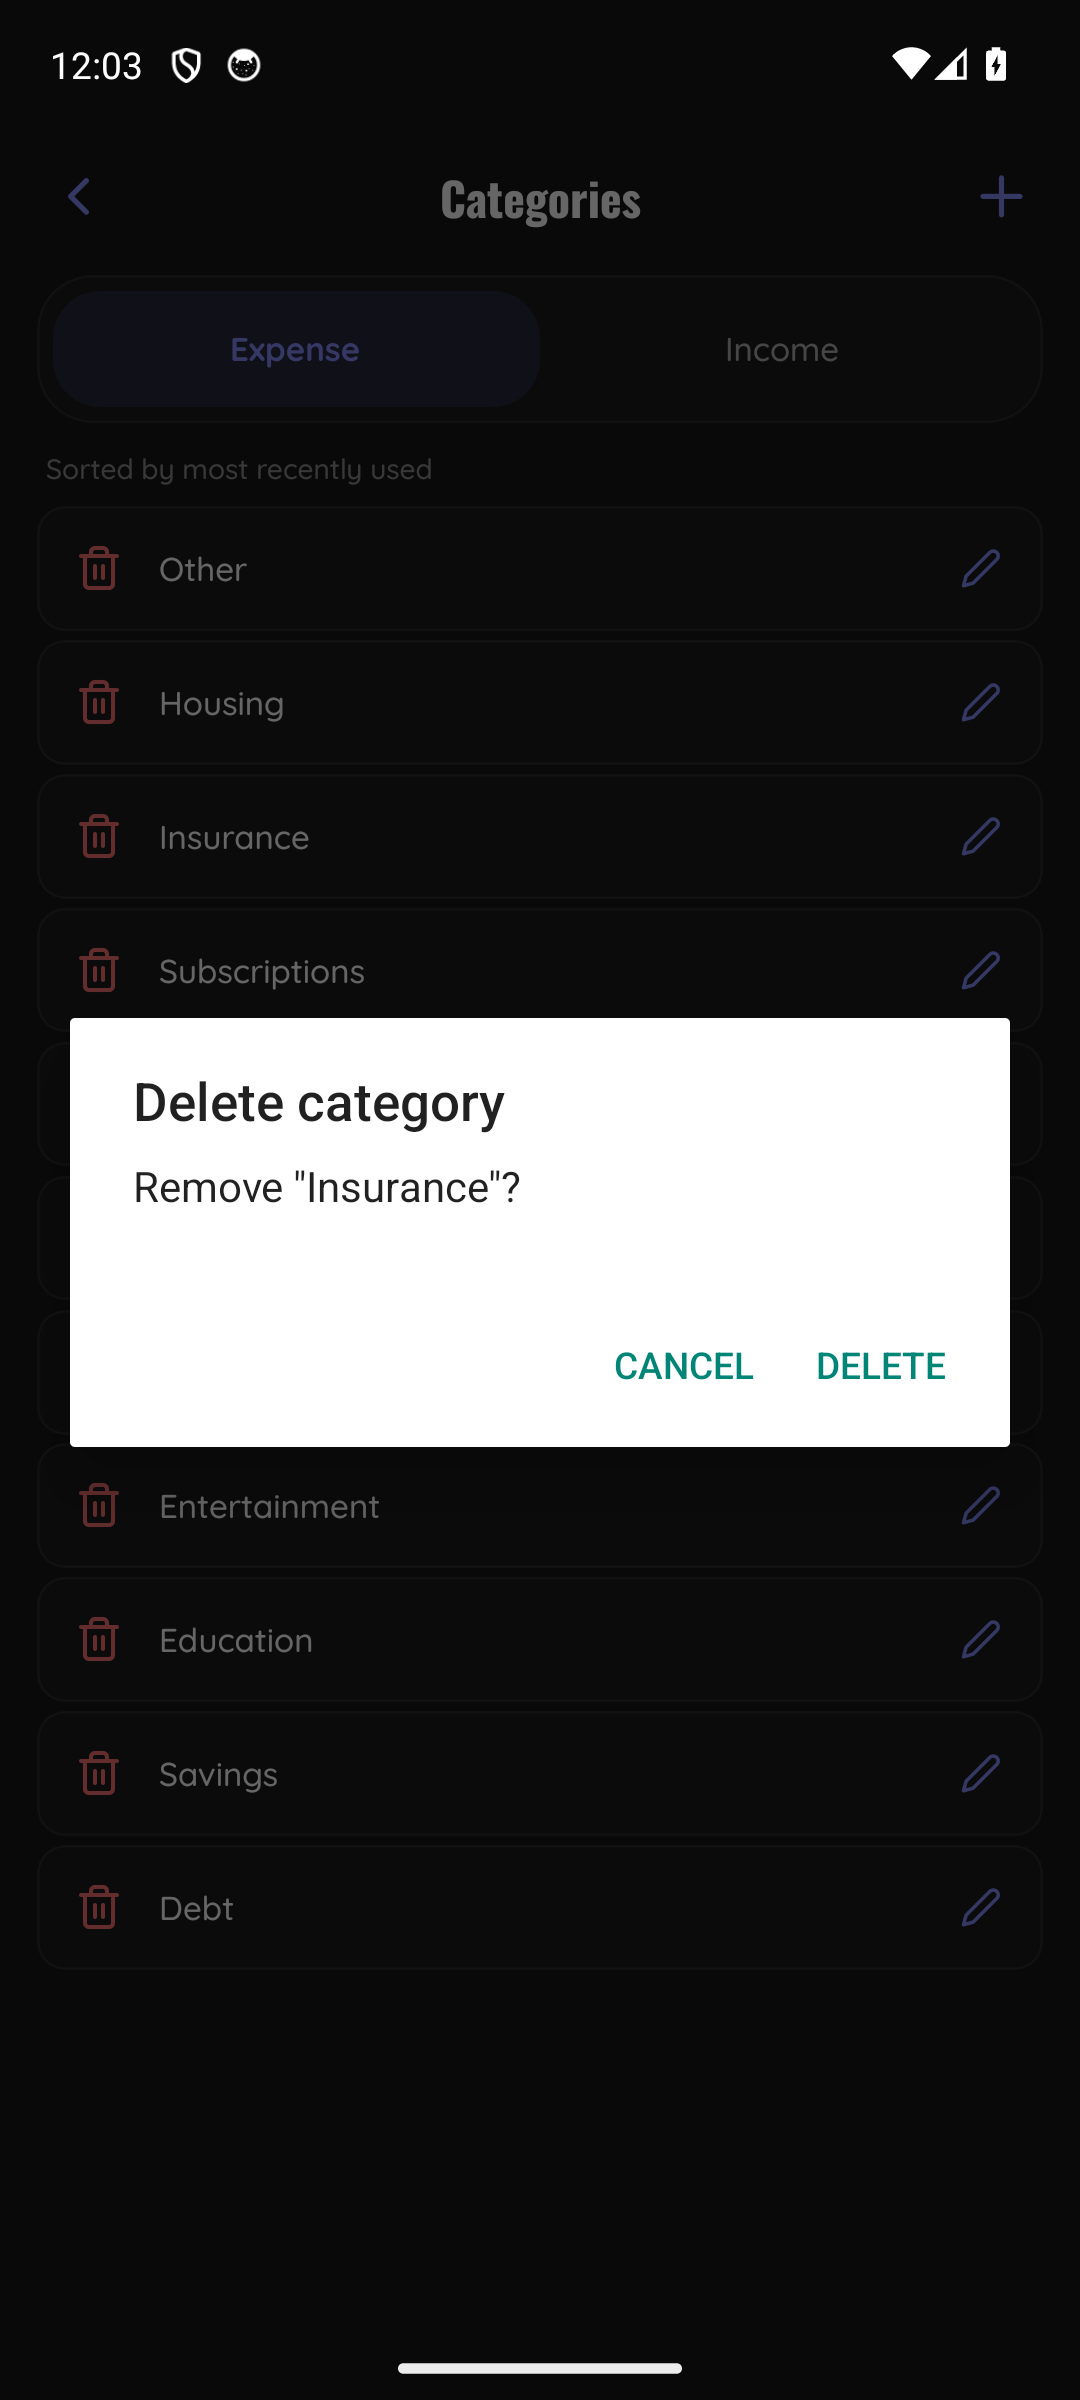 12:03
Categories
Expense
Income
Sorted by most recently used
Other
Housing
Insurance
Subscriptions
Delete category
Remove "Insurance"?
CANCEL
DELETE
Entertainment
Education
Savings
Debt